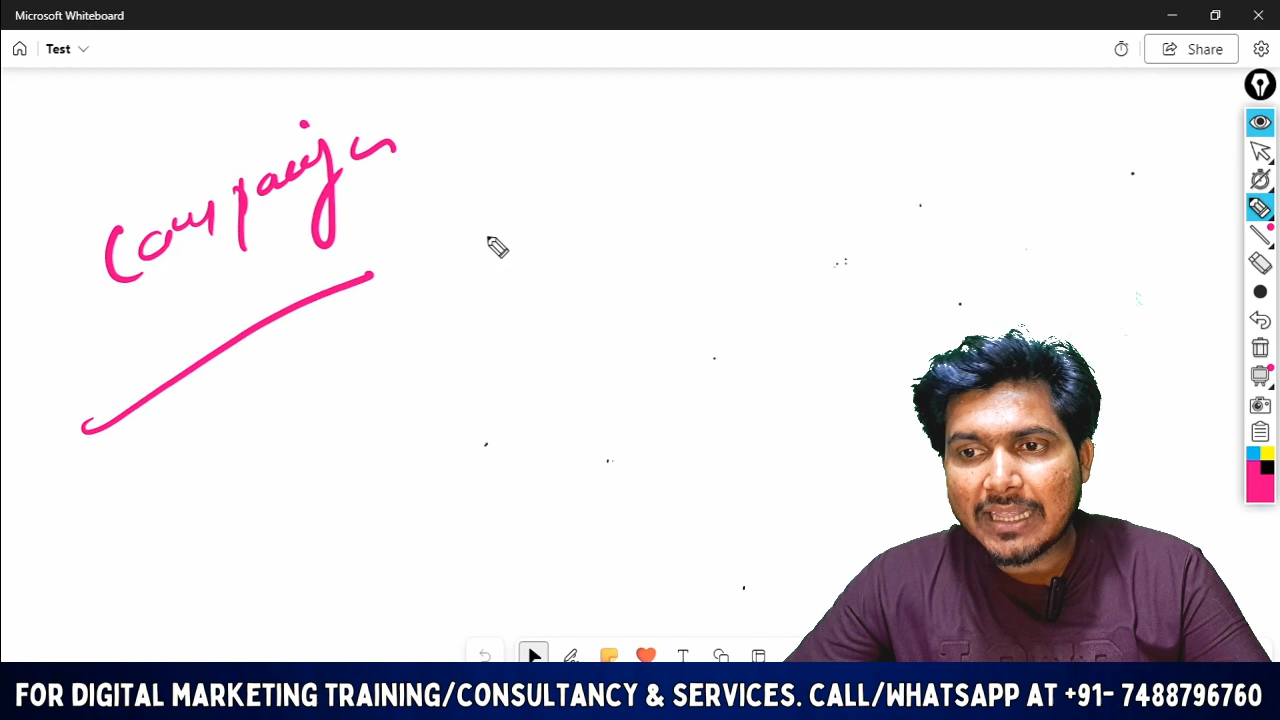 Microsoft Whiteboard
Test
Share
Campaign
FOR DIGITAL MARKETING TRAINING/CONSULTANCY & SERVICES. CALL/WHATSAPP AT +91- 7488796760